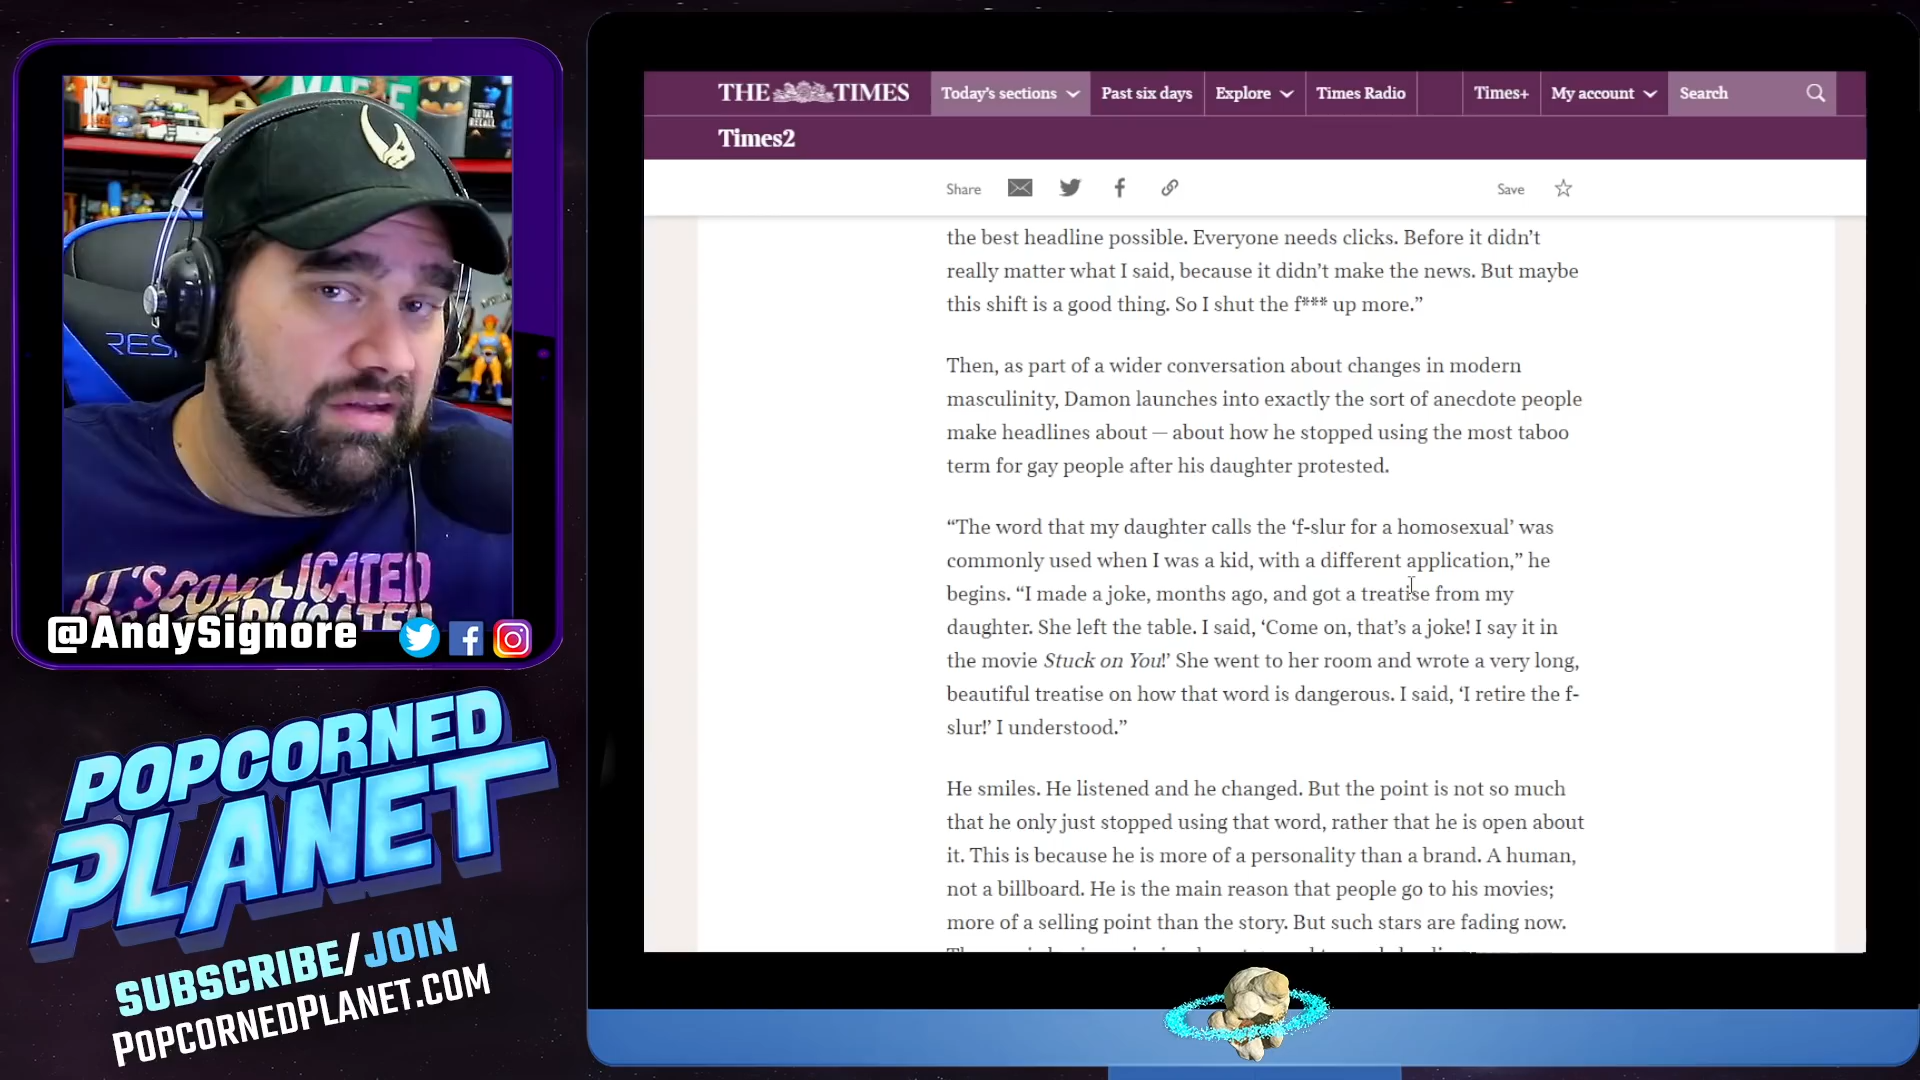 RES
IT'S COMPLICATED
@AndySignore
POPCORNED
PLANET
SUBSCRIBE/JOIN
POPCORNEDPLANET.COM
THE TIMES
Today's sections
Past six days
Explore
Times Radio
Times+
My account
Search
Times2
Share
Save
the best headline possible. Everyone needs clicks. Before it didn't
really matter what I said, because it didn't make the news. But maybe
this shift is a good thing. So I shut the f*** up more.”
Then, as part of a wider conversation about changes in modern
masculinity, Damon launches into exactly the sort of anecdote people
make headlines about — about how he stopped using the most taboo
term for gay people after his daughter protested.
“The word that my daughter calls the ‘f-slur for a homosexual’ was
commonly used when I was a kid, with a different application,” he
begins. “I made a joke, months ago, and got a treatise from my
daughter. She left the table. I said, ‘Come on, that’s a joke! I say it in
the movie Stuck on You!’ She went to her room and wrote a very long,
beautiful treatise on how that word is dangerous. I said, ‘I retire the f-
slur!’ I understood.”
He smiles. He listened and he changed. But the point is not so much
that he only just stopped using that word, rather that he is open about
it. This is because he is more of a personality than a brand. A human,
not a billboard. He is the main reason that people go to his movies;
more of a selling point than the story. But such stars are fading now.